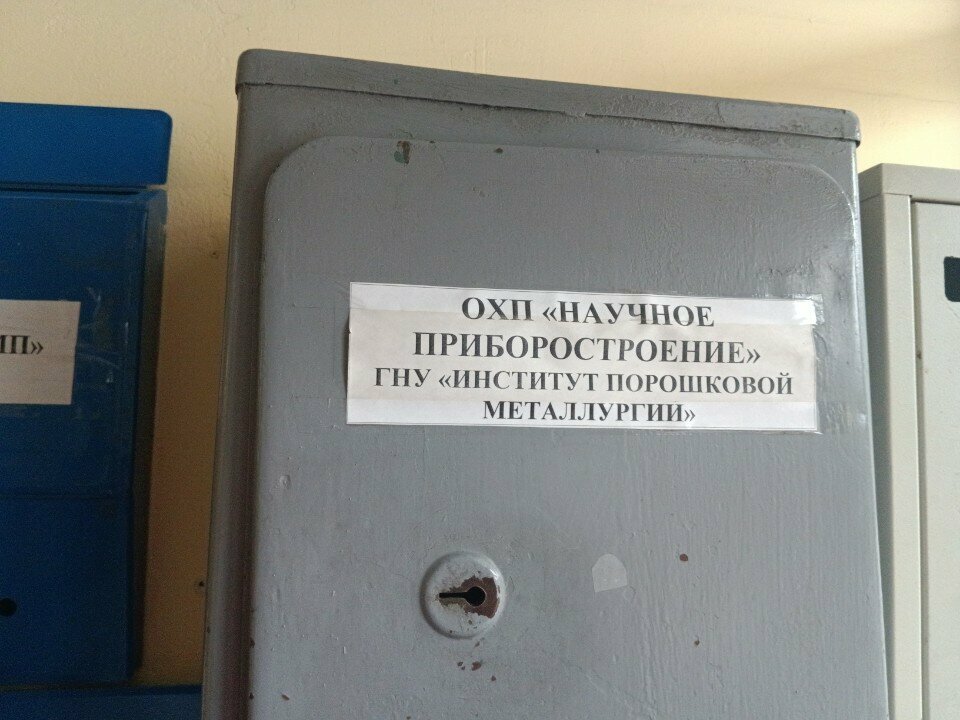 ОХП «НАУЧНОЕ
ПРИБОРОСТРОЕНИЕ»
ГНУ «ИНСТИТУТ ПОРОШКОВОЙ
МЕТАЛЛУРГИИ»